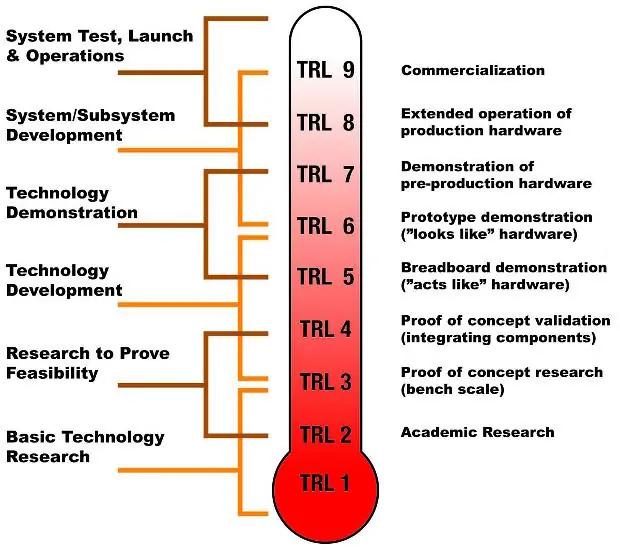 System Test, Launch
& Operations
System/Subsystem
Development
Technology
Demonstration
Technology
Development
Research to Prove
Feasibility
Basic Technology
Research
TRL 9
TRL 8
TRL 7
TRL 6
TRL 5
TRL 4
TRL 3
TRL 2
TRL 1
Commercialization
Extended operation of
production hardware
Demonstration of
pre-production hardware
Prototype demonstration
(”looks like” hardware)
Breadboard demonstration
(”acts like” hardware)
Proof of concept validation
(integrating components)
Proof of concept research
(bench scale)
Academic Research